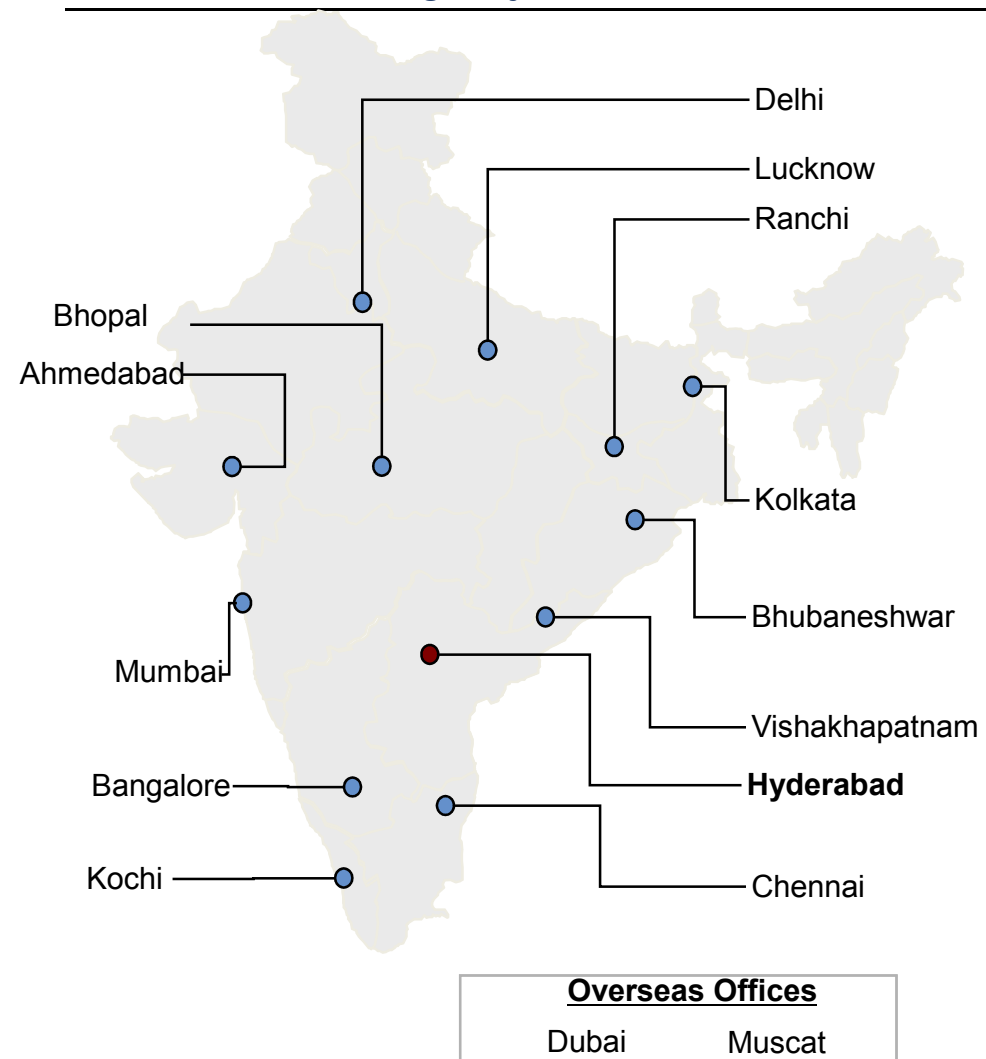 Delhi
Lucknow
Ranchi
Bhopal
Ahmedabad
Kolkata
Bhubaneshwar
Mumbai
Vishakhapatnam
Bangalore
Hyderabad
Kochi
Chennai
Overseas Offices
Dubai Muscat